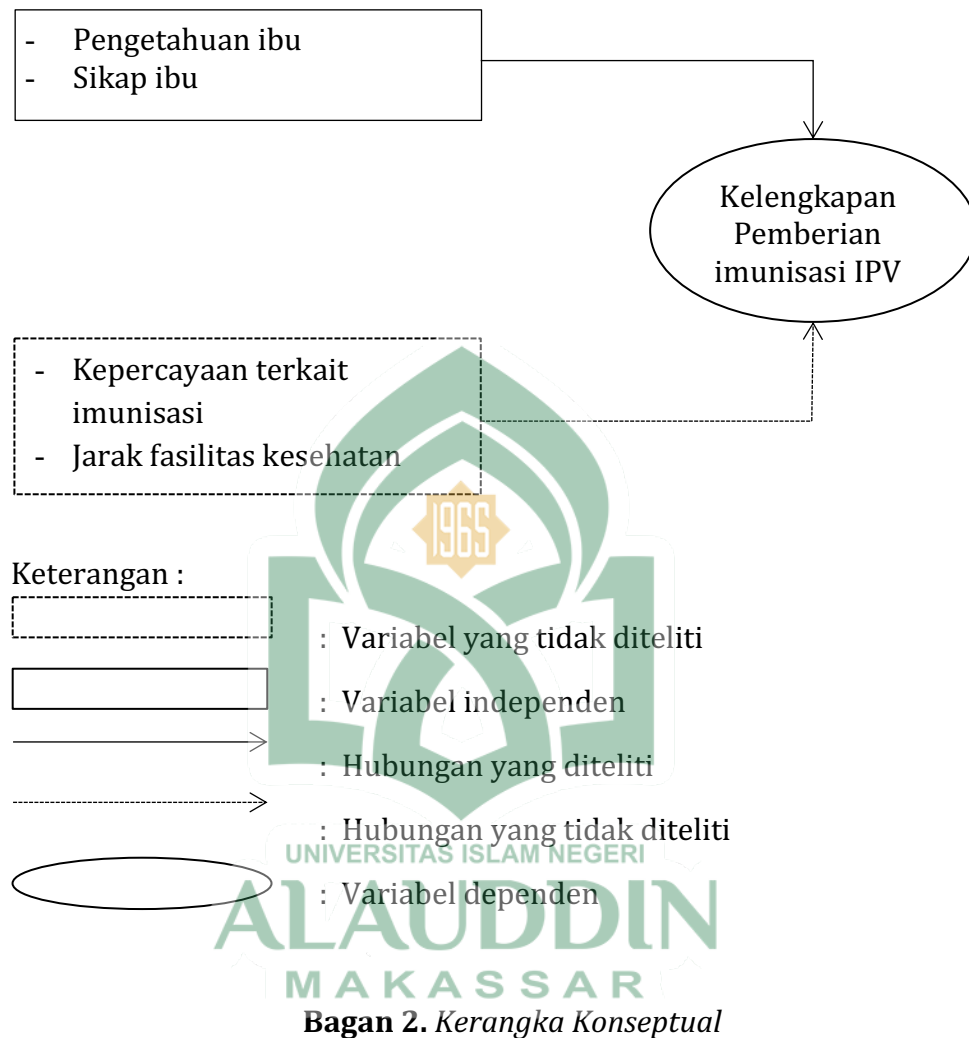 - Pengetahuan ibu
- Sikap ibu
Kelengkapan
Pemberian
imunisasi IPV
- Kepercayaan terkait
imunisasi
- Jarak fasilitas kesehatan
1965
Keterangan :
: Variabel yang tidak diteliti
: Variabel independen
: Hubungan yang diteliti
: Hubungan yang tidak diteliti
UNIVERSITAS ISLAM NEGERI
: Variabel dependen
ALAUDDIN
MAKASSAR
Bagan 2. Kerangka Konseptual